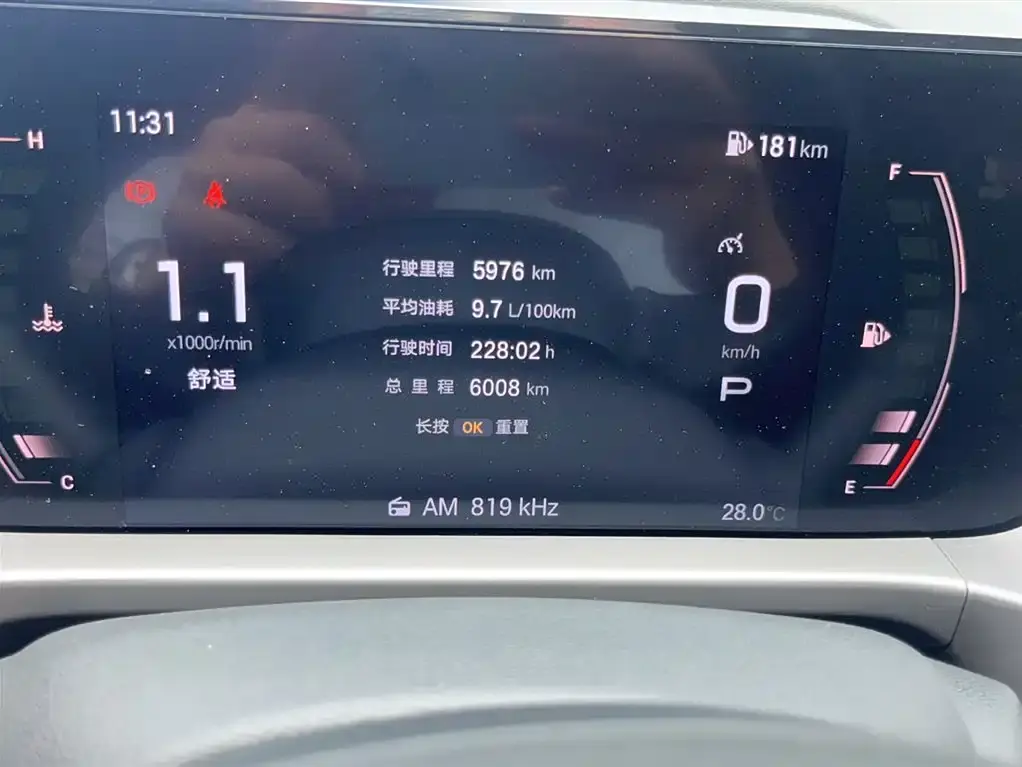 11:31
181km
H
F
1.1
x1000r/min
舒适
行驶里程 5976 km
平均油耗 9.7 L/100km
行驶时间 228:02 h
总里程 6008 km
长按 OK 重置
0
km/h
P
C
E
AM 819 kHz
28.0°C